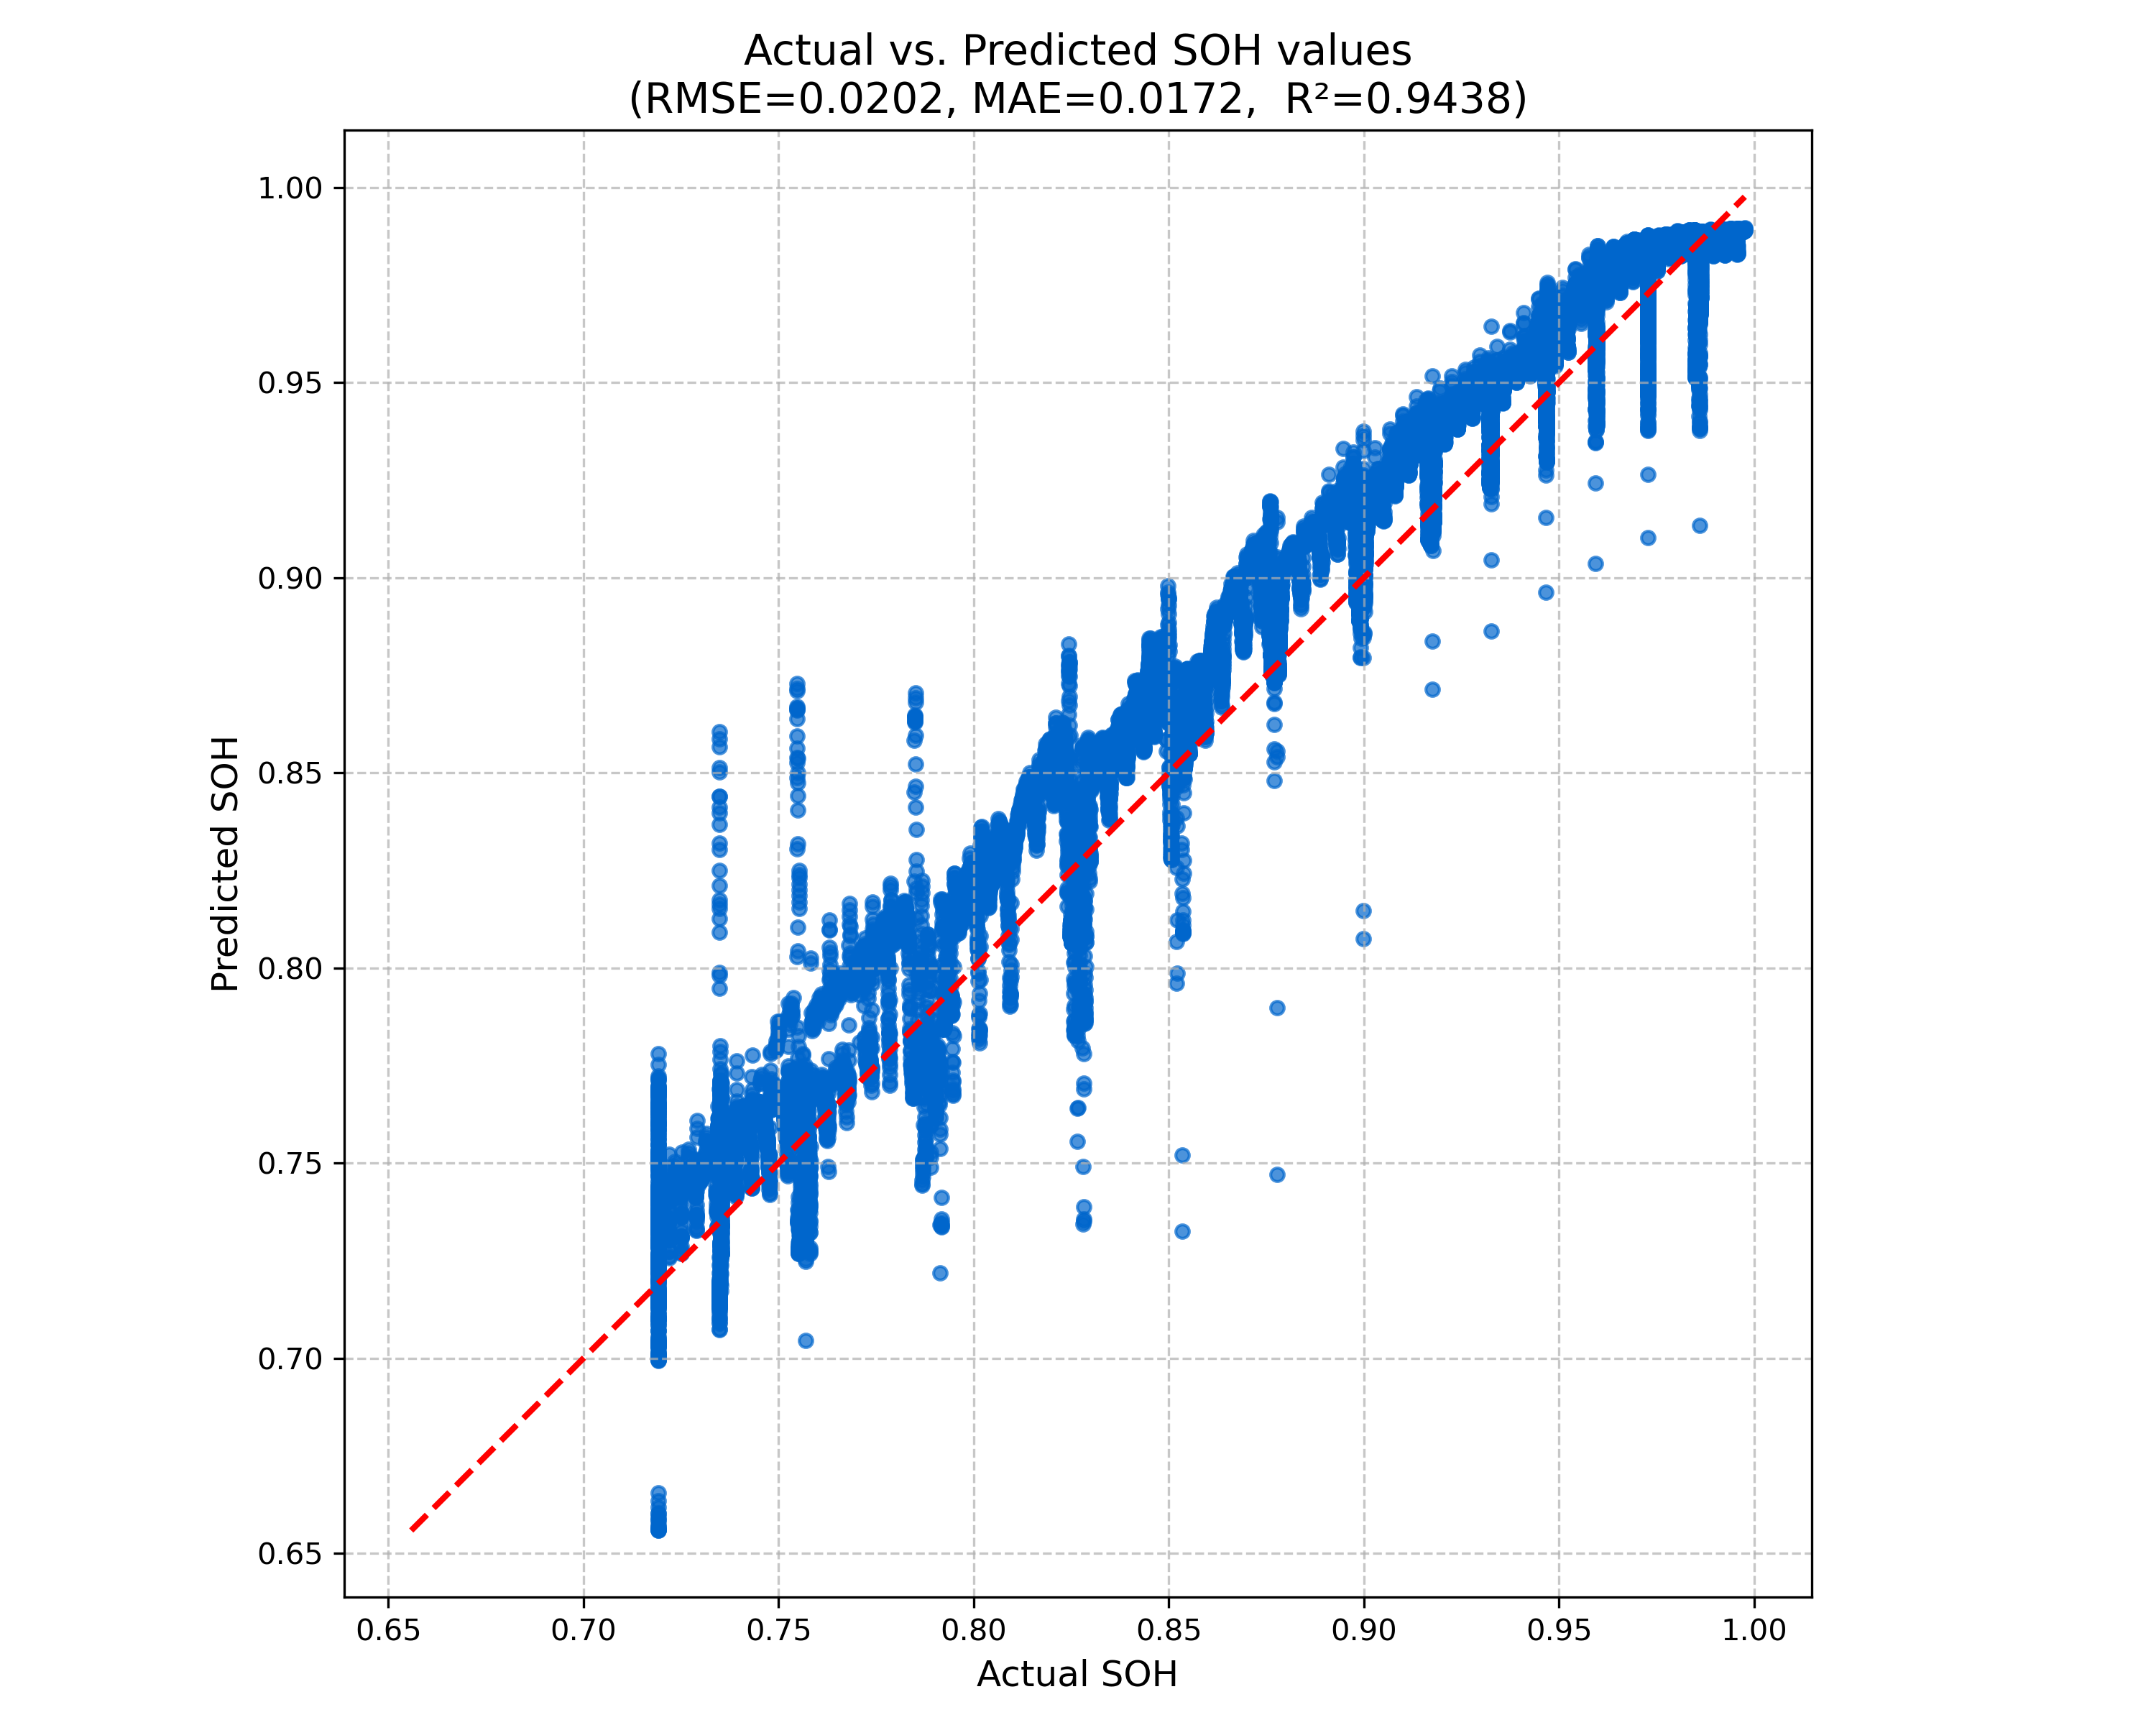 Actual vs. Predicted SOH values
(RMSE=0.0202, MAE=0.0172,  R²=0.9438)
Predicted SOH
1.00
0.95
0.90
0.85
0.80
0.75
0.70
0.65
0.65 0.70 0.75 0.80 0.85 0.90 0.95 1.00
Actual SOH